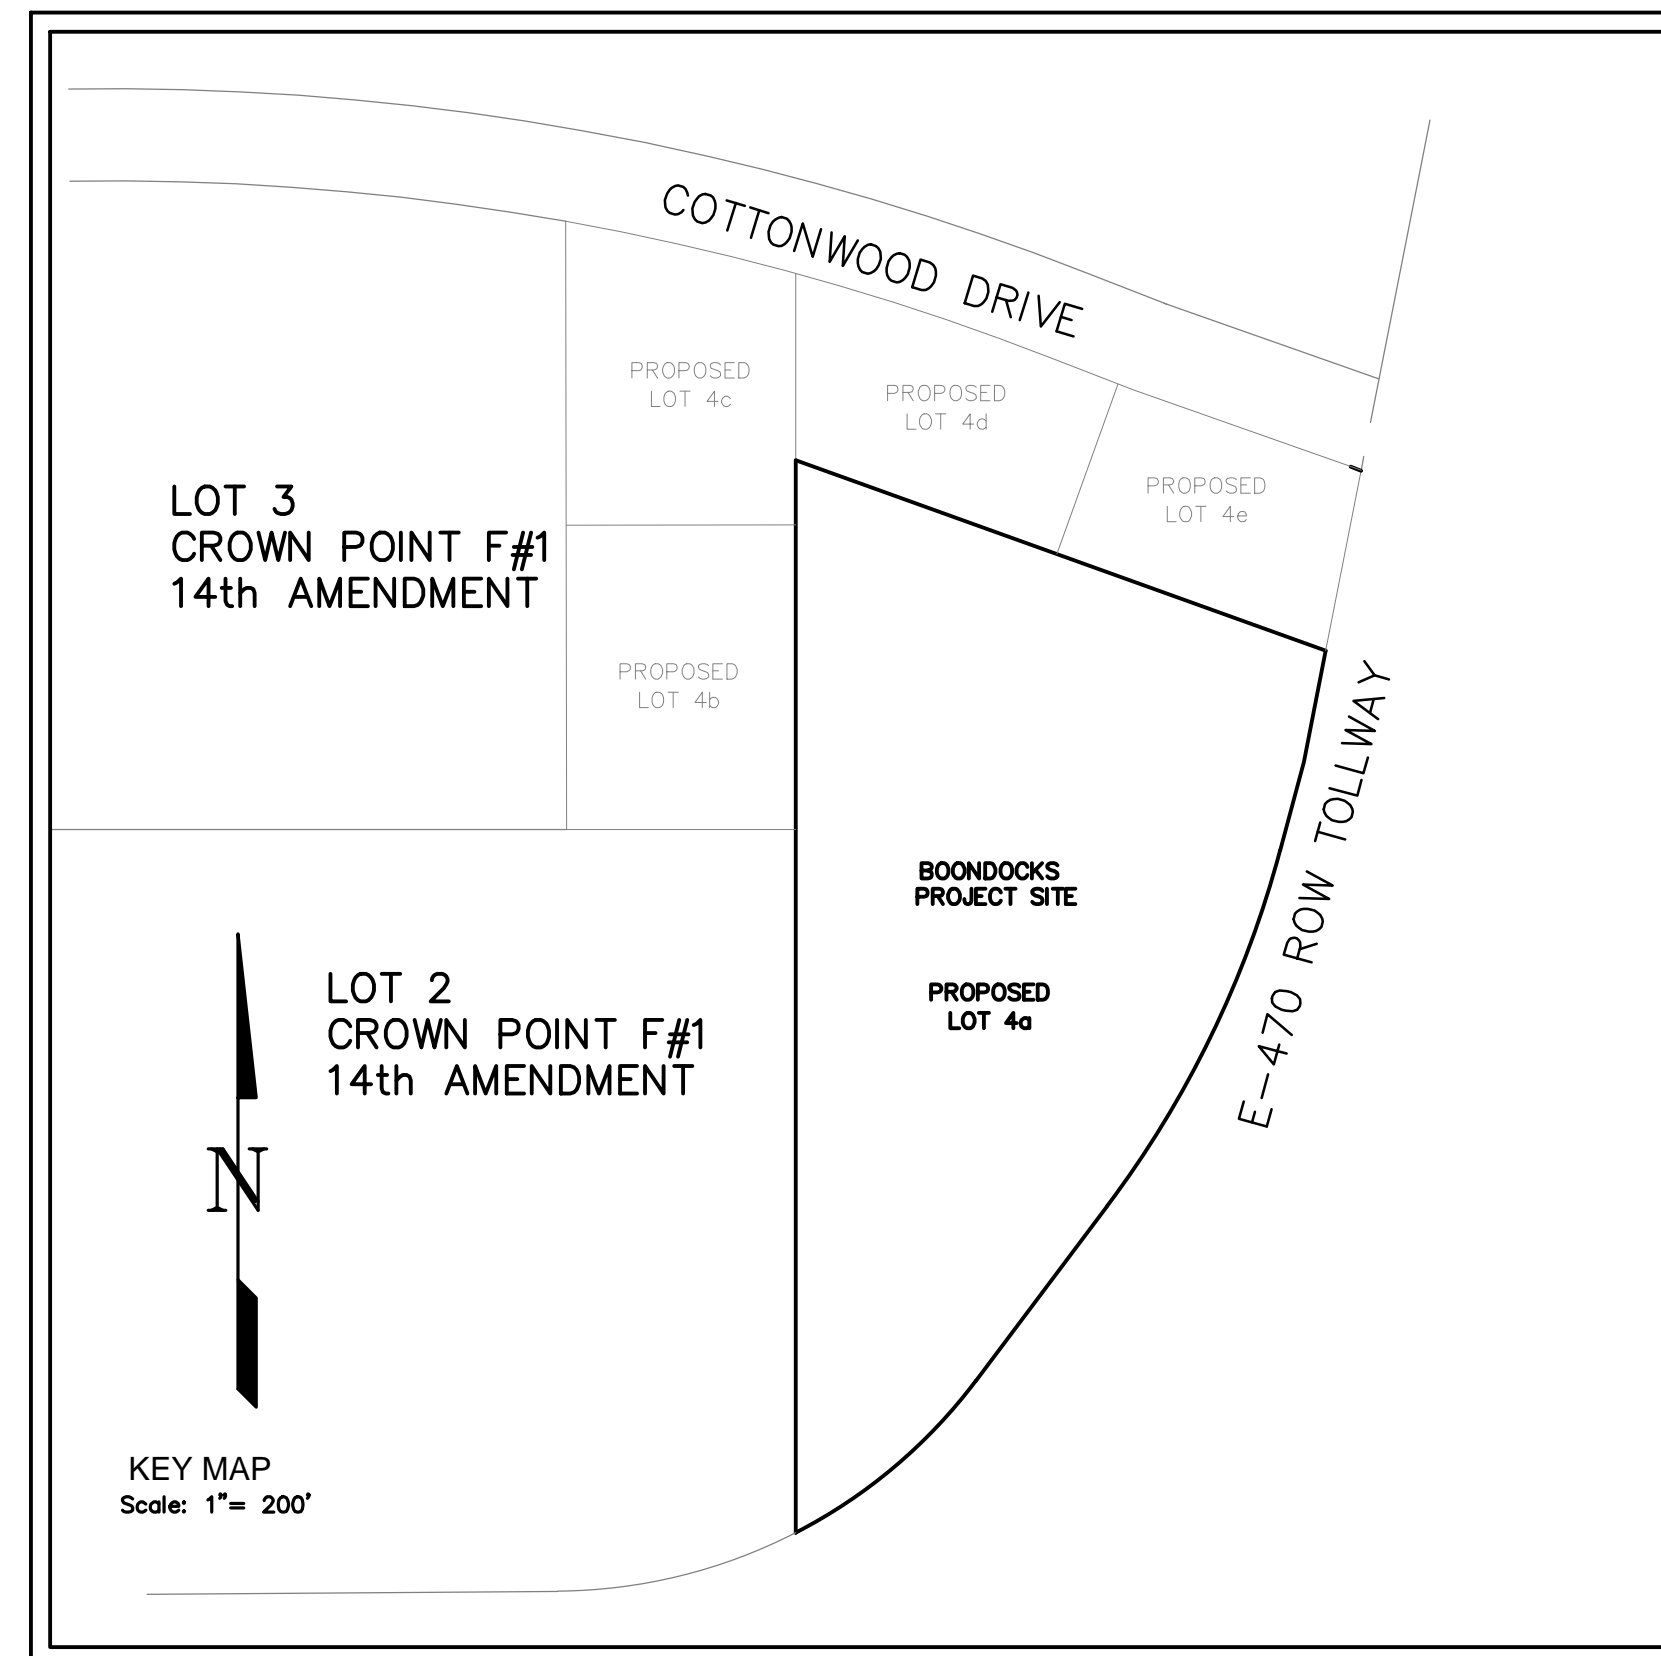 COTTONWOOD DRIVE
PROPOSED
LOT 4c
PROPOSED
LOT 4d
PROPOSED
LOT 4e
LOT 3
CROWN POINT F#1
14th AMENDMENT
PROPOSED
LOT 4b
E-470 ROW TOLLWAY
BOONDOCKS
PROJECT SITE
PROPOSED
LOT 4a
LOT 2
CROWN POINT F#1
14th AMENDMENT
N
KEY MAP
Scale: 1"= 200'